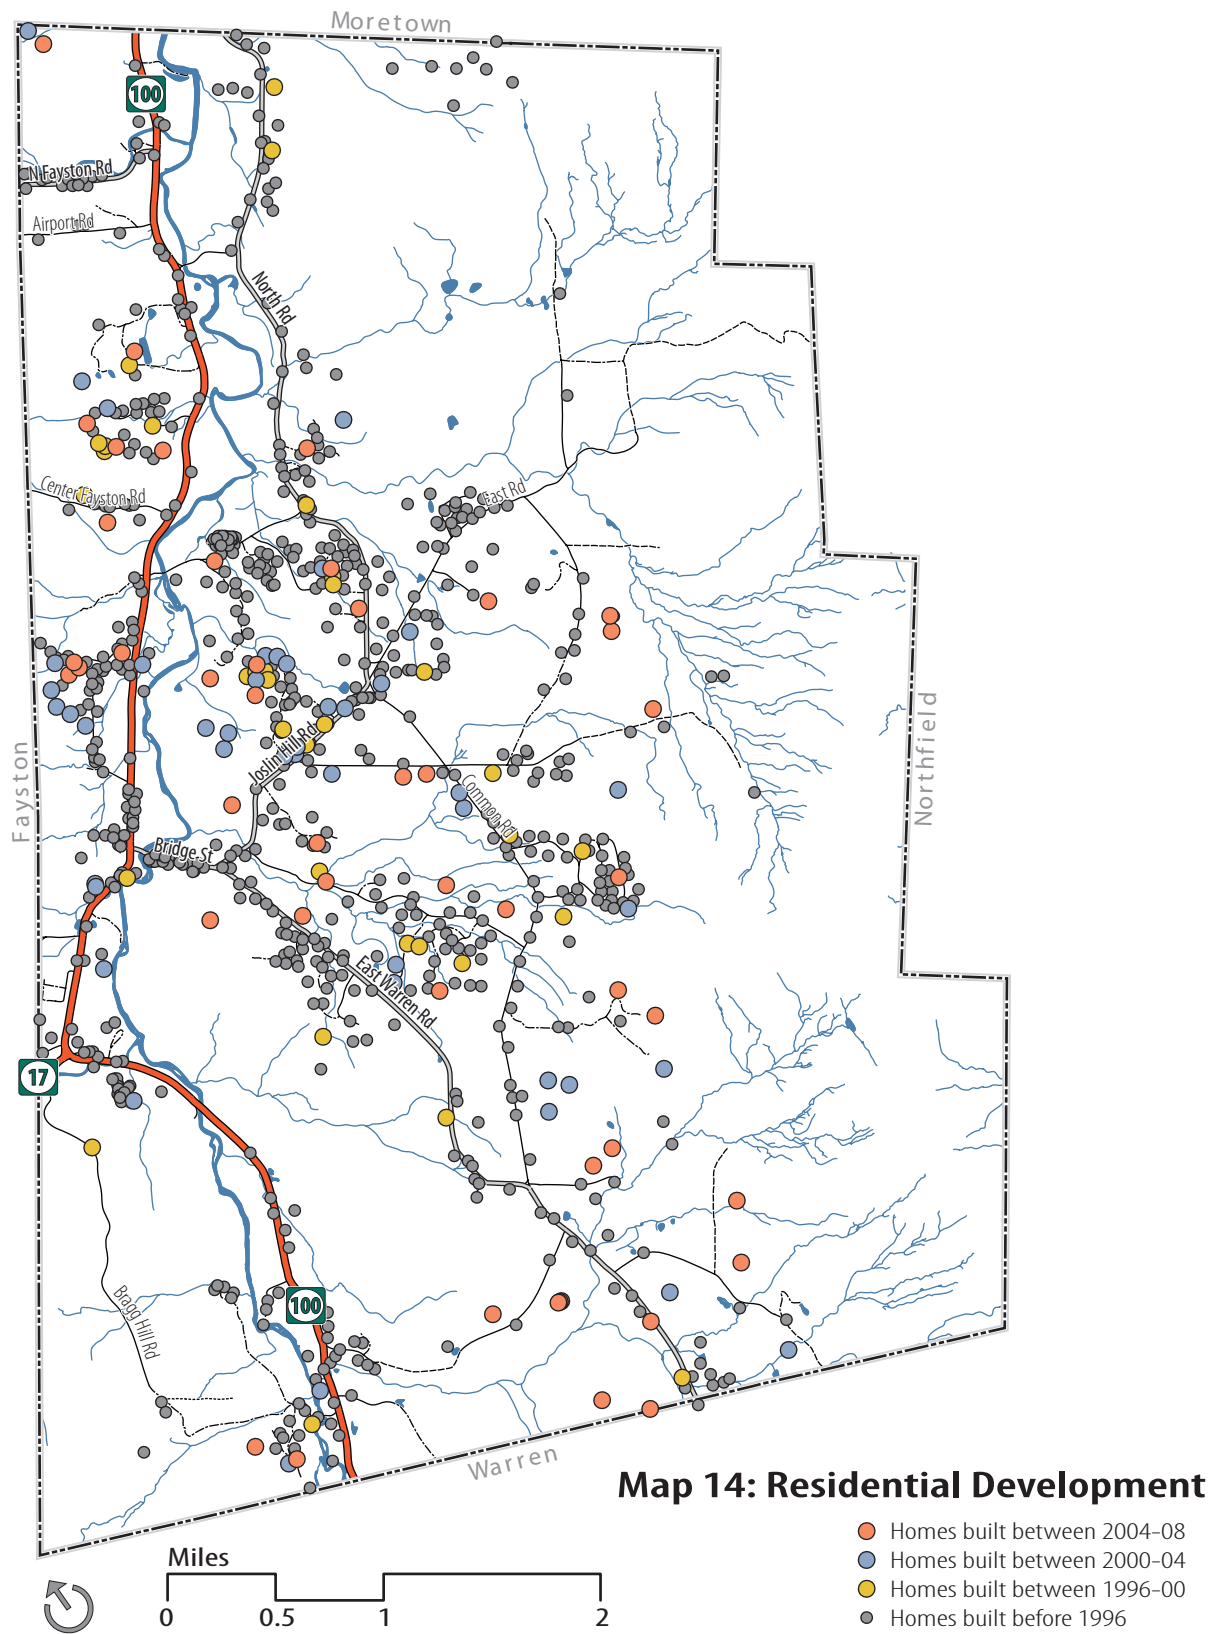 Moretown
100
N Fayston Rd
Airport Rd
North Rd
Center Fayston Rd
East Rd
Fayston
Northfield
Joslin Hill Rd
Common Rd
Bridge St
East Warren Rd
17
Bragg Hill Rd
100
Warren
Map 14: Residential Development
Homes built between 2004-08
Homes built between 2000-04
Homes built between 1996-00
Homes built before 1996
Miles
0 0.5 1 2